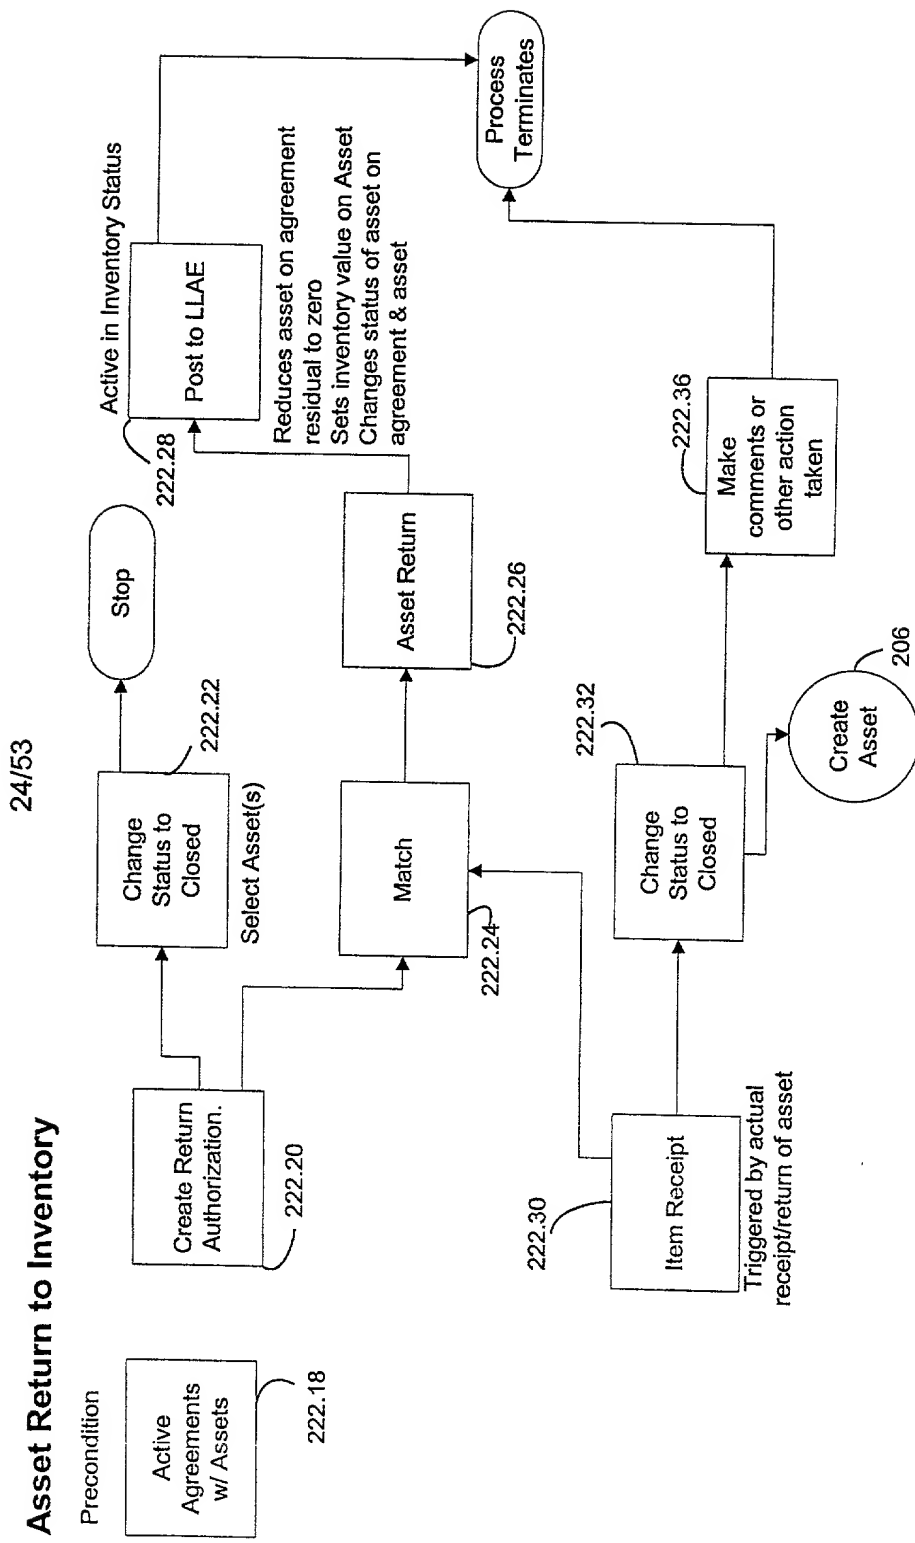 24/53
Asset Return to Inventory
Precondition
Active
Agreements
w/ Assets
222.18
Create Return
Authorization.
222.20
Change
Status to
Closed
222.22
Select Asset(s)
Stop
Match
222.24
Asset Return
222.26
Active in Inventory Status
Post to LLAE
222.28
Reduces asset on agreement
residual to zero
Sets inventory value on Asset
Changes status of asset on
agreement & asset
Process
Terminates
Item Receipt
222.30
Triggered by actual
receipt/return of asset
Change
Status to
Closed
222.32
Create
Asset
206
Make
comments or
other action
taken
222.36